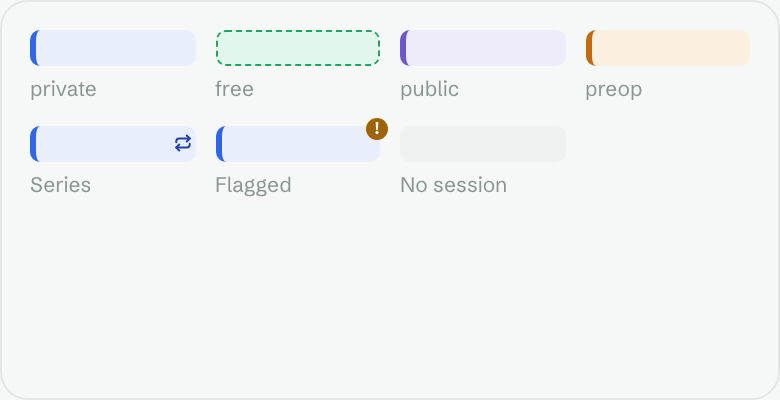 private
free
public
preop
!
Series
Flagged
No session